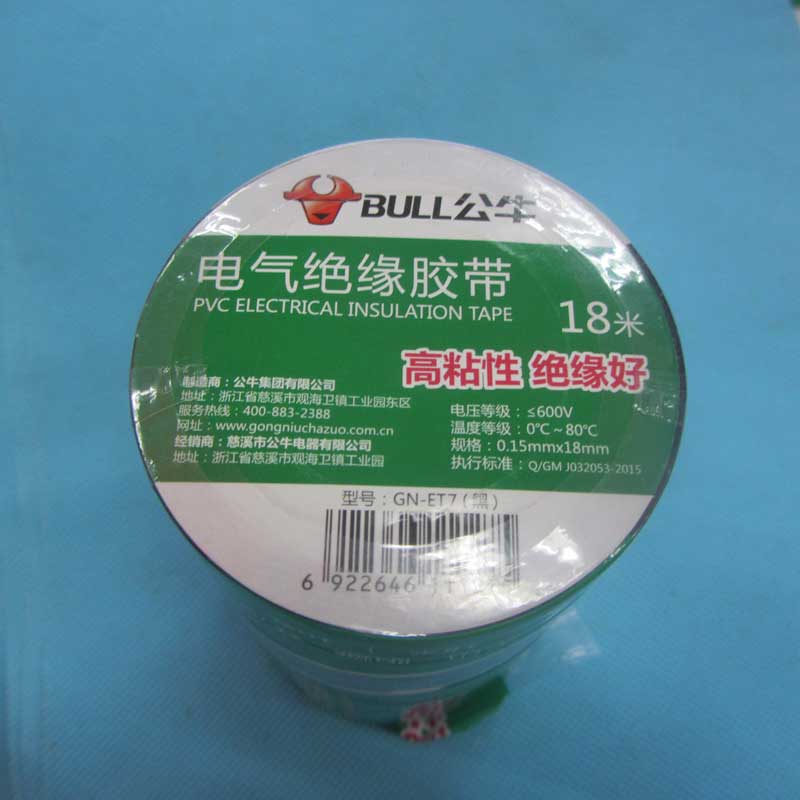 BULL公牛
电气绝缘胶带
PVC ELECTRICAL INSULATION TAPE
18米
高粘性 绝缘好
制造商：公牛集团有限公司
地址：浙江省慈溪市观海卫镇工业园东区
服务热线：400-883-2388
网址：www.gongniuchazuo.com.cn
经销商：慈溪市公牛电器有限公司
地址：浙江省慈溪市观海卫镇工业园
电压等级：≤600V
温度等级：0℃～80℃
规格：0.15mmx18mm
执行标准：Q/GM J032053-2015
型号：GN-ET7（黑）
6 922646